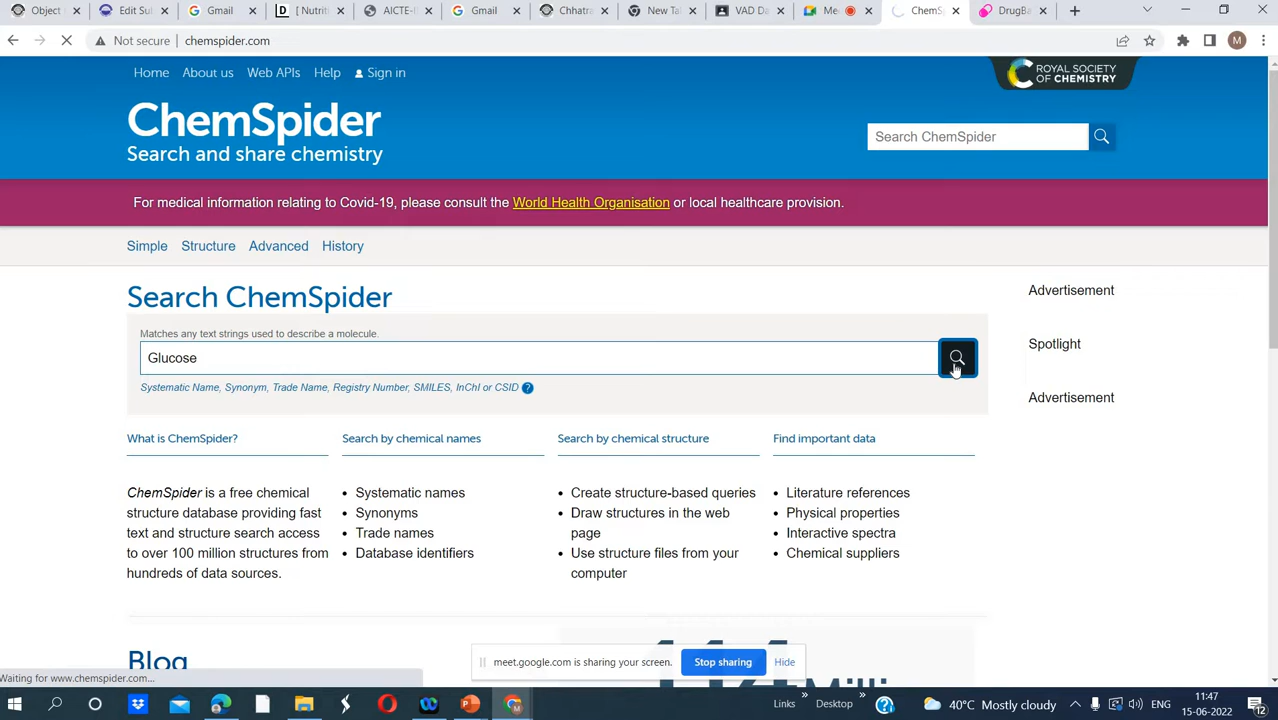 Object
Edit Sul
Gmail
[ Nutriti
AICTE-I
Gmail
Chhatra
New Ta
VAD Da
Me
ChemS
DrugBa
Not secure
chemspider.com
M
Home About us Web APIs Help Sign in
ROYAL SOCIETY
OF CHEMISTRY
ChemSpider
Search and share chemistry
Search ChemSpider
For medical information relating to Covid-19, please consult the World Health Organisation or local healthcare provision.
Simple Structure Advanced History
Search ChemSpider
Matches any text strings used to describe a molecule.
Glucose
Systematic Name, Synonym, Trade Name, Registry Number, SMILES, InChI or CSID ?
Advertisement
Spotlight
Advertisement
What is ChemSpider?
ChemSpider is a free chemical
structure database providing fast
text and structure search access
to over 100 million structures from
hundreds of data sources.
Search by chemical names
• Systematic names
• Synonyms
• Trade names
• Database identifiers
Search by chemical structure
• Create structure-based queries
• Draw structures in the web
page
• Use structure files from your
computer
Find important data
• Literature references
• Physical properties
• Interactive spectra
• Chemical suppliers
Blog
meet.google.com is sharing your screen.
Stop sharing
Hide
Waiting for www.chemspider.com...
Links
Desktop
40°C Mostly cloudy
ENG
11:47
15-06-2022
12